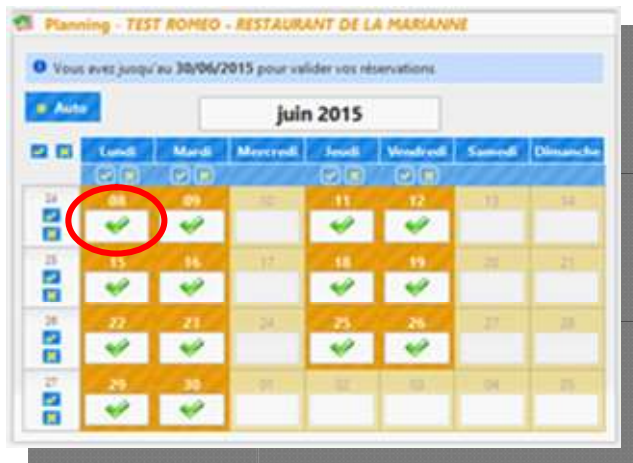 Planning - TEST ROMEO - RESTAURANT DE LA MARIANNE
Vous avez jusqu'au 30/06/2015 pour valider vos réservations
Auto
juin 2015
Lundi Mardi Mercredi Jeudi Vendredi Samedi Dimanche
24 08 09 10 11 12 13 14
25 15 16 17 18 19 20 21
26 22 23 24 25 26 27 28
27 29 30 01 02 03 04 05